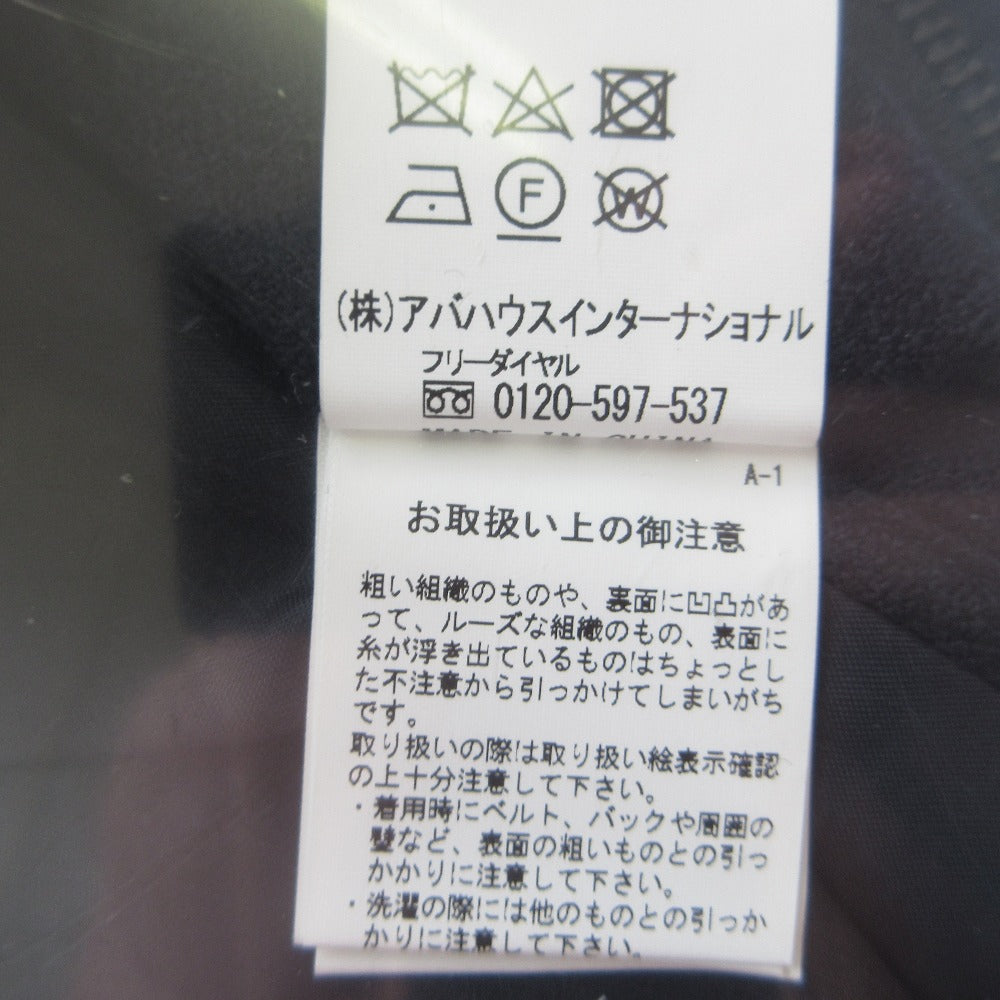 F W
(株)アバハウスインターナショナル
フリーダイヤル
0120-597-537
MADE IN CHINA
A-1
お取扱い上の御注意
粗い組織のものや、裏面に凹凸があ
って、ルーズな組織のもの、表面に
糸が浮き出ているものはちょっとし
た不注意から引っかけてしまいがち
です。
取り扱いの際は取り扱い絵表示確認
の上十分注意して下さい。
・着用時にベルト、バックや周囲の
壁など、表面の粗いものとの引っ
かかりに注意して下さい。
・洗濯の際には他のものとの引っか
かりに注意して下さい。